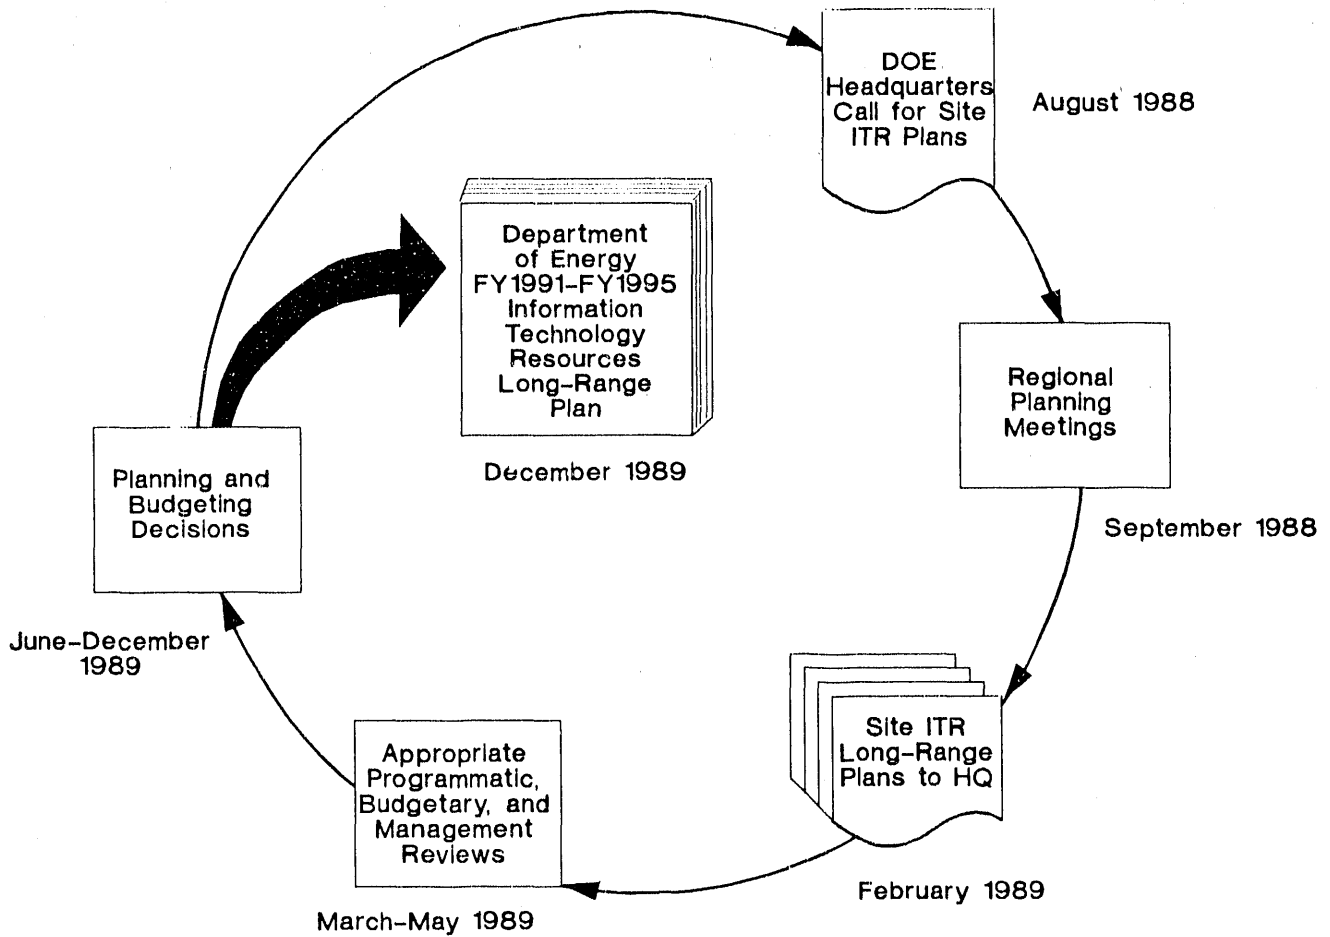 DOE
Headquarters
Call for Site
ITR Plans
August 1988
Regional
Planning
Meetings
September 1988
Site ITR
Long-Range
Plans to HQ
February 1989
Appropriate
Programmatic,
Budgetary, and
Management
Reviews
March-May 1989
Planning and
Budgeting
Decisions
June-December
1989
Department
of Energy
FY1991-FY1995
Information
Technology
Resources
Long-Range
Plan
December 1989